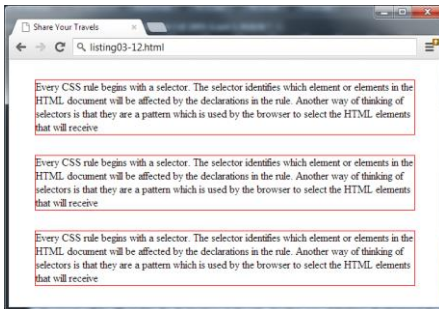 Share Your Travels
listing03-12.html
Every CSS rule begins with a selector. The selector identifies which element or elements in the
HTML document will be affected by the declarations in the rule. Another way of thinking of
selectors is that they are a pattern which is used by the browser to select the HTML elements
that will receive
Every CSS rule begins with a selector. The selector identifies which element or elements in the
HTML document will be affected by the declarations in the rule. Another way of thinking of
selectors is that they are a pattern which is used by the browser to select the HTML elements
that will receive
Every CSS rule begins with a selector. The selector identifies which element or elements in the
HTML document will be affected by the declarations in the rule. Another way of thinking of
selectors is that they are a pattern which is used by the browser to select the HTML elements
that will receive